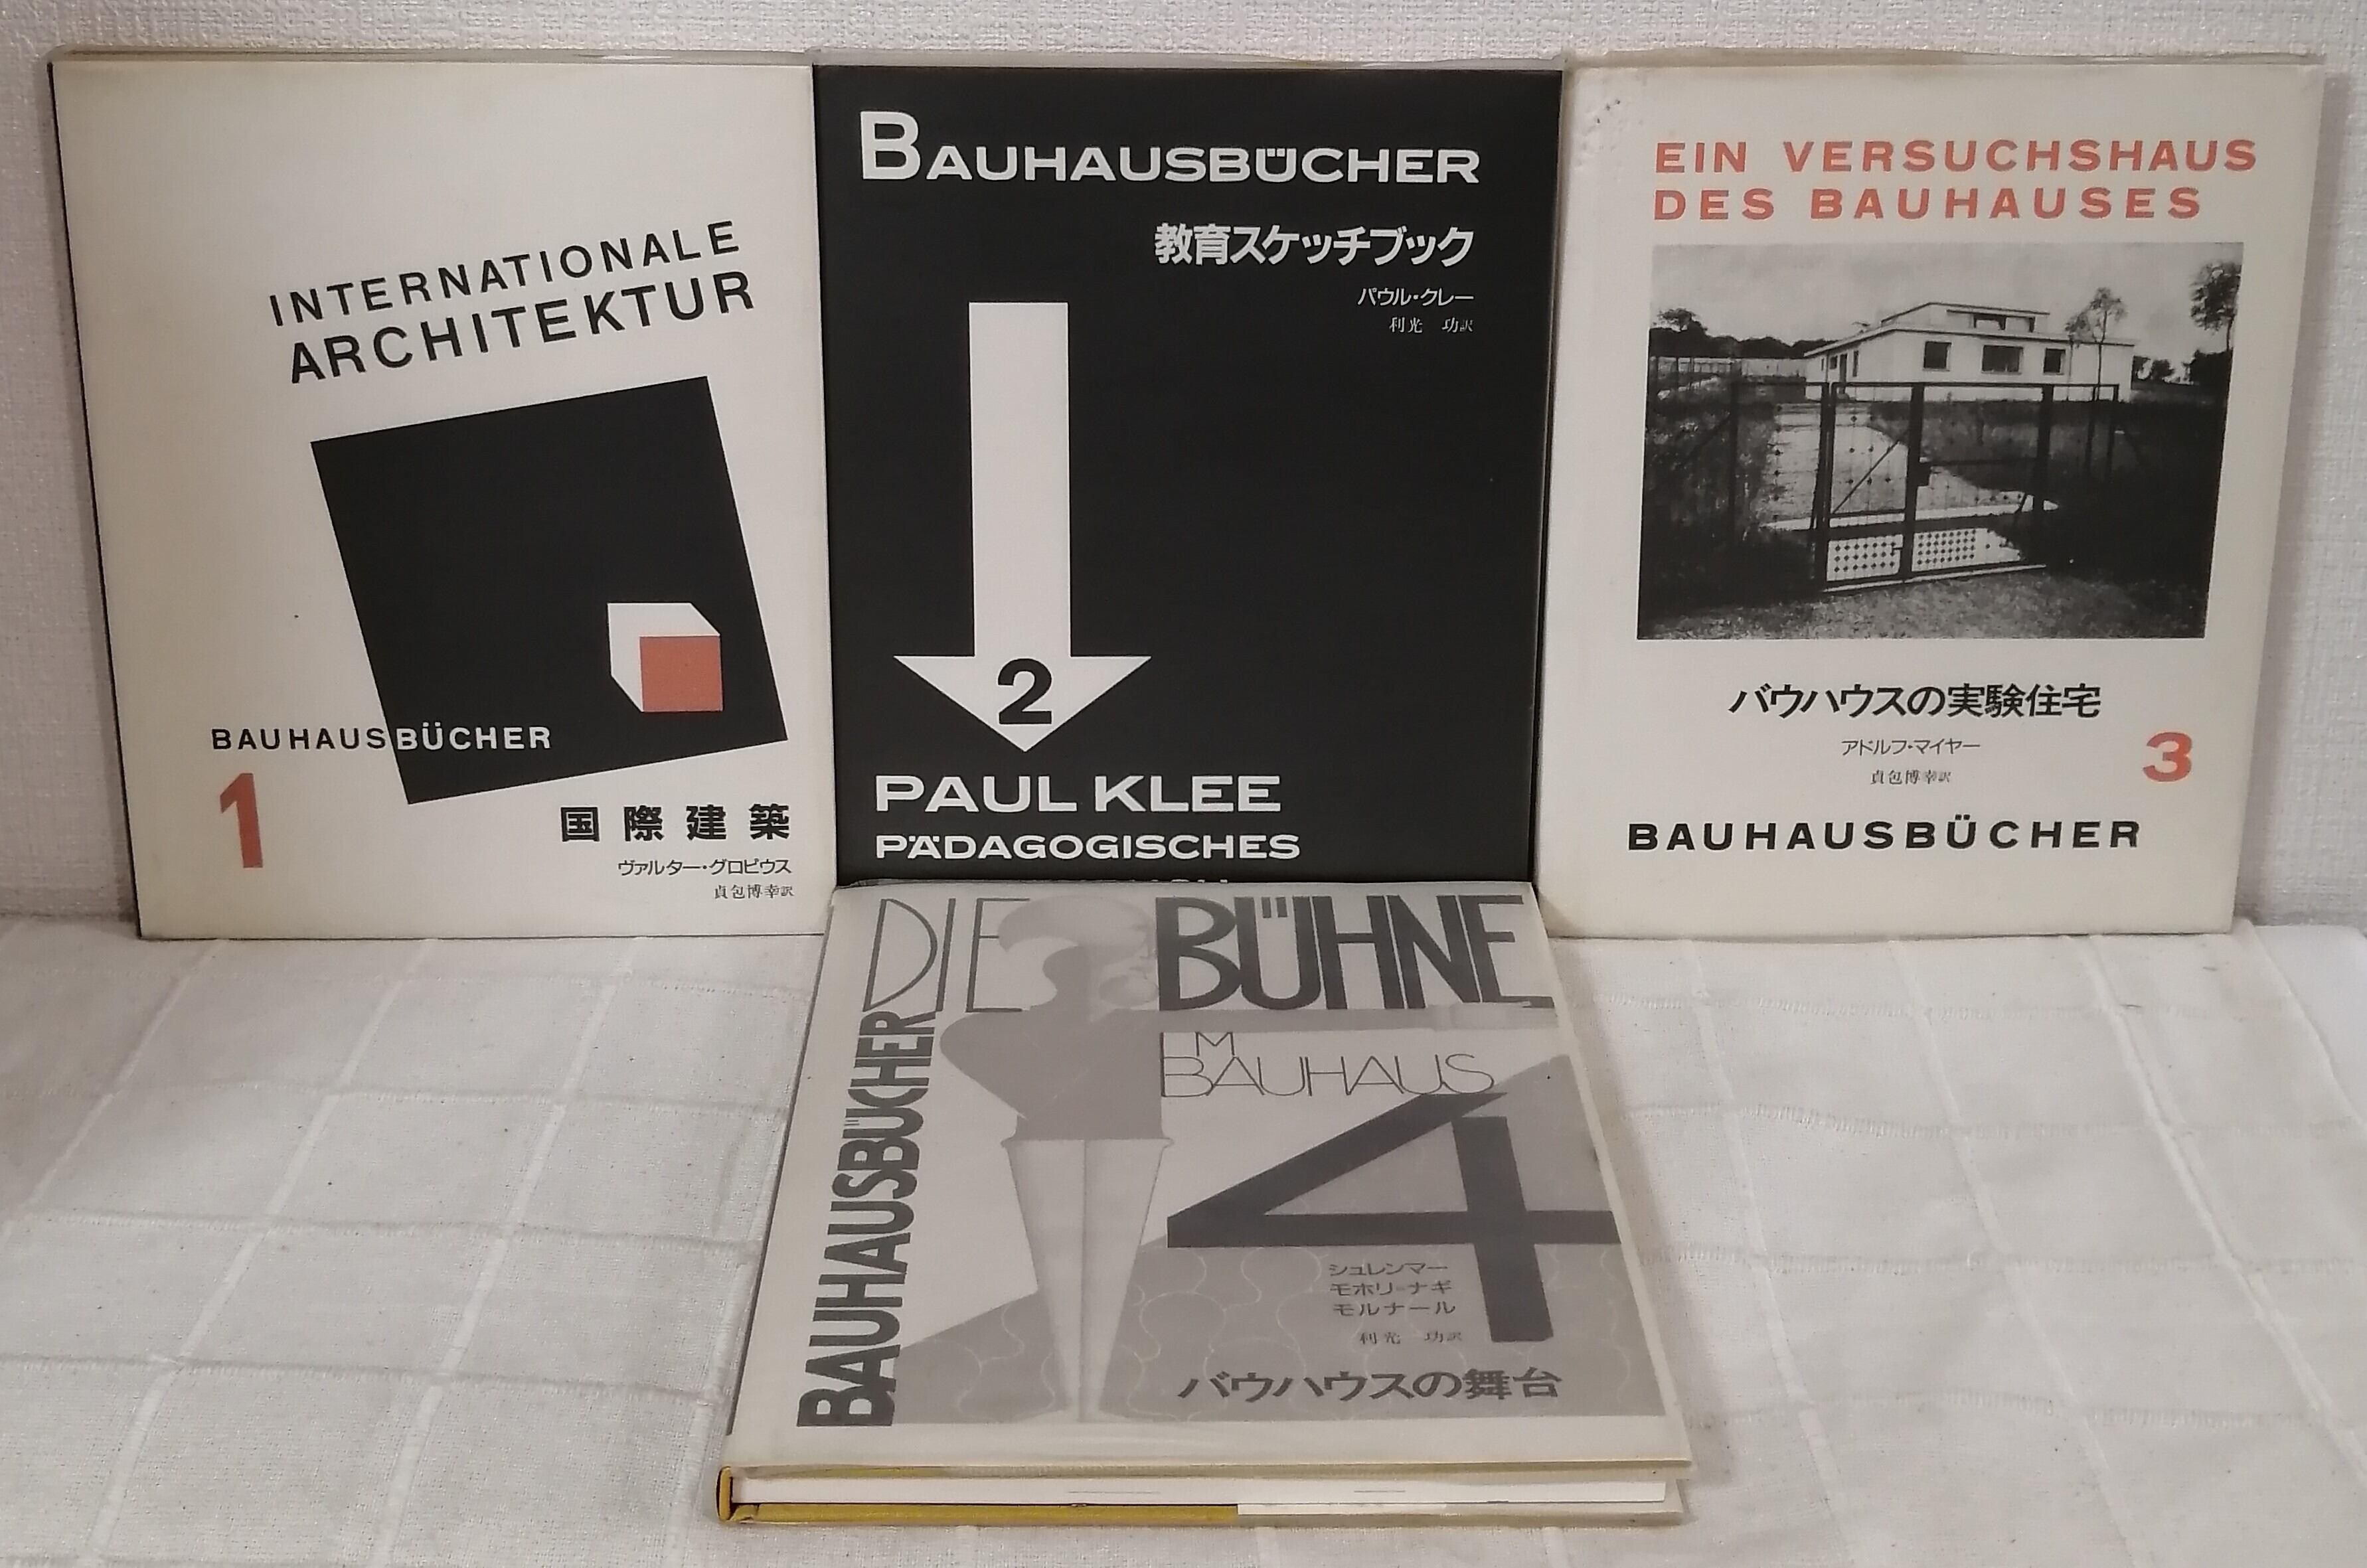 INTERNATIONALE
ARCHITEKTUR
BAUHAUSBÜCHER
1
国際建築
ヴァルター・グロピウス
貞包博幸訳
BAUHAUSBÜCHER
教育スケッチブック
パウル・クレー
利光 功訳
2
PAUL KLEE
PÄDAGOGISCHES
EIN VERSUCHSHAUS
DES BAUHAUSES
バウハウスの実験住宅
アドルフ・マイヤー
貞包博幸訳
3
BAUHAUSBÜCHER
DIE BÜHNE
IM
BAUHAUS
4
BAUHAUSBÜCHER
シュレンマー
モホリ=ナギ
モルナール
利光 功訳
バウハウスの舞台